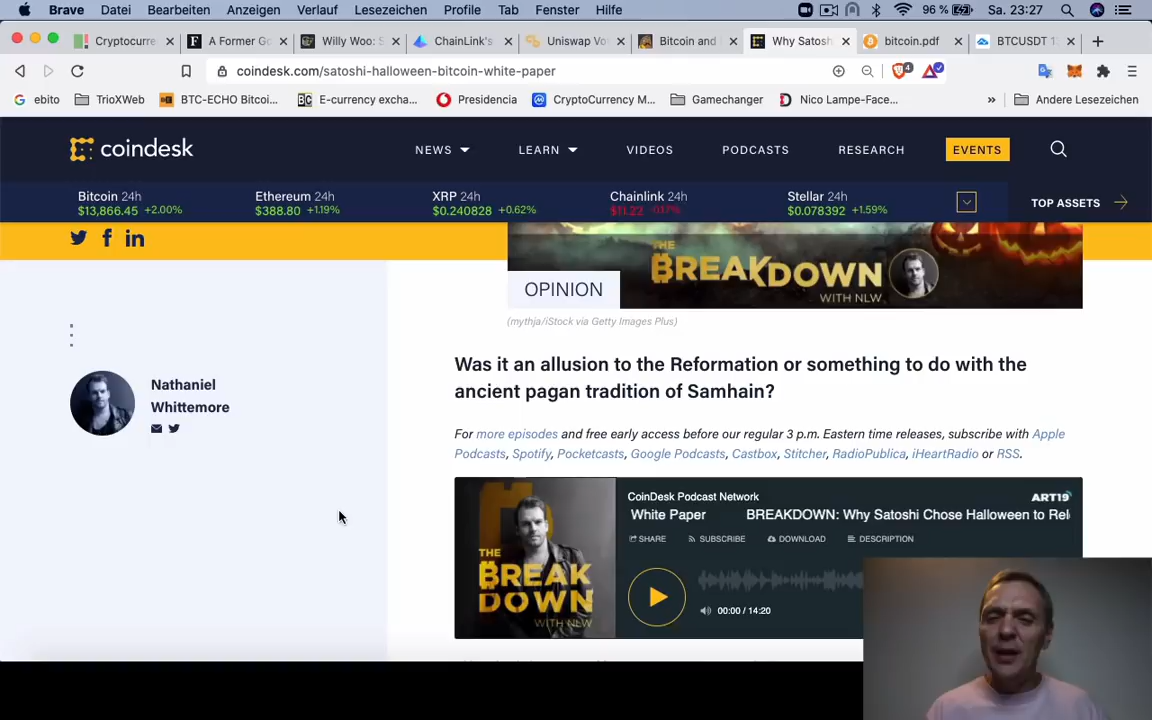 Brave Datei Bearbeiten Anzeigen Verlauf Lesezeichen Profile Tab Fenster Hilfe 96 % Sa. 23:27
Cryptocurre F A Former Go Willy Woo: S ChainLink's Uniswap Vo Bitcoin and Why Satosh bitcoin.pdf BTCUSDT 13
coindesk.com/satoshi-halloween-bitcoin-white-paper 4
ebito TrioXWeb BTC-ECHO Bitcoi... E-currency excha... Presidencia CryptoCurrency M... Gamechanger Nico Lampe-Face... » Andere Lesezeichen
coindesk NEWS LEARN VIDEOS PODCASTS RESEARCH EVENTS
Bitcoin 24h Ethereum 24h XRP 24h Chainlink 24h Stellar 24h
$13,866.45 +2.00% $388.80 +1.19% $0.240828 +0.62% $11.22 $0.078392 +1.59%
TOP ASSETS
THE
BREAKDOWN
WITH NLW
OPINION
(mythja/iStock via Getty Images Plus)
Nathaniel
Whittemore
Was it an allusion to the Reformation or something to do with the
ancient pagan tradition of Samhain?
For more episodes and free early access before our regular 3 p.m. Eastern time releases, subscribe with Apple
Podcasts, Spotify, Pocketcasts, Google Podcasts, Castbox, Stitcher, RadioPublica, iHeartRadio or RSS.
CoinDesk Podcast Network ART19
White Paper BREAKDOWN: Why Satoshi Chose Halloween to Rel
SHARE SUBSCRIBE DOWNLOAD DESCRIPTION
THE
BREAK
DOWN
WITH NLW
00:00 / 14:20